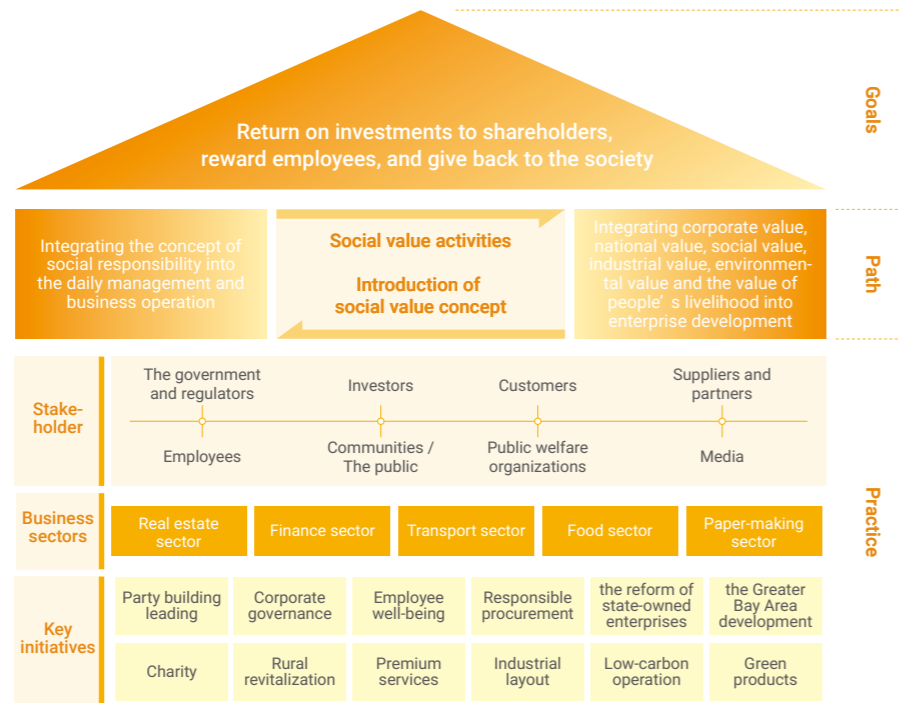 Return on investments to shareholders,
reward employees, and give back to the society
Goals
Integrating the concept of
social responsibility into
the daily management and
business operation
Social value activities
Introduction of
social value concept
Integrating corporate value,
national value, social value,
industrial value, environmen-
tal value and the value of
people’ s livelihood into
enterprise development
Path
Stake-
holder
The government
and regulators
Investors
Customers
Suppliers and
partners
Employees
Communities /
The public
Public welfare
organizations
Media
Business
sectors
Real estate
sector
Finance sector
Transport sector
Food sector
Paper-making
sector
Practice
Key
initiatives
Party building
leading
Corporate
governance
Employee
well-being
Responsible
procurement
the reform of
state-owned
enterprises
the Greater
Bay Area
development
Charity
Rural
revitalization
Premium
services
Industrial
layout
Low-carbon
operation
Green
products